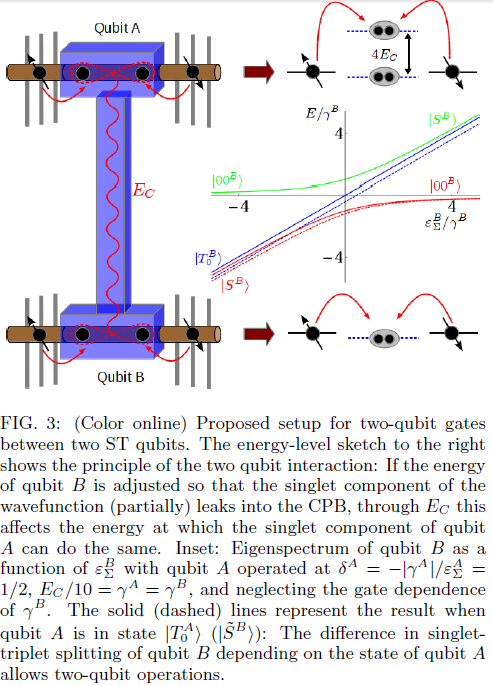 Qubit A
4E_C
E/γ^B
|S^B⟩
4
|00^B⟩
|00^B⟩
−4
4
ε_Σ^B/γ^B
E_C
|T_0^B⟩
−4
|S^B⟩
Qubit B
FIG. 3: (Color online) Proposed setup for two-qubit gates
between two ST qubits. The energy-level sketch to the right
shows the principle of the two qubit interaction: If the energy
of qubit B is adjusted so that the singlet component of the
wavefunction (partially) leaks into the CPB, through E_C this
affects the energy at which the singlet component of qubit
A can do the same. Inset: Eigenspectrum of qubit B as a
function of ε_Σ^B with qubit A operated at δ^A = −|γ^A|/ε_Σ^A =
1/2, E_C/10 = γ^A = γ^B, and neglecting the gate dependence
of γ^B. The solid (dashed) lines represent the result when
qubit A is in state |T_0^A⟩ (|S̃^B⟩): The difference in singlet-
triplet splitting of qubit B depending on the state of qubit A
allows two-qubit operations.